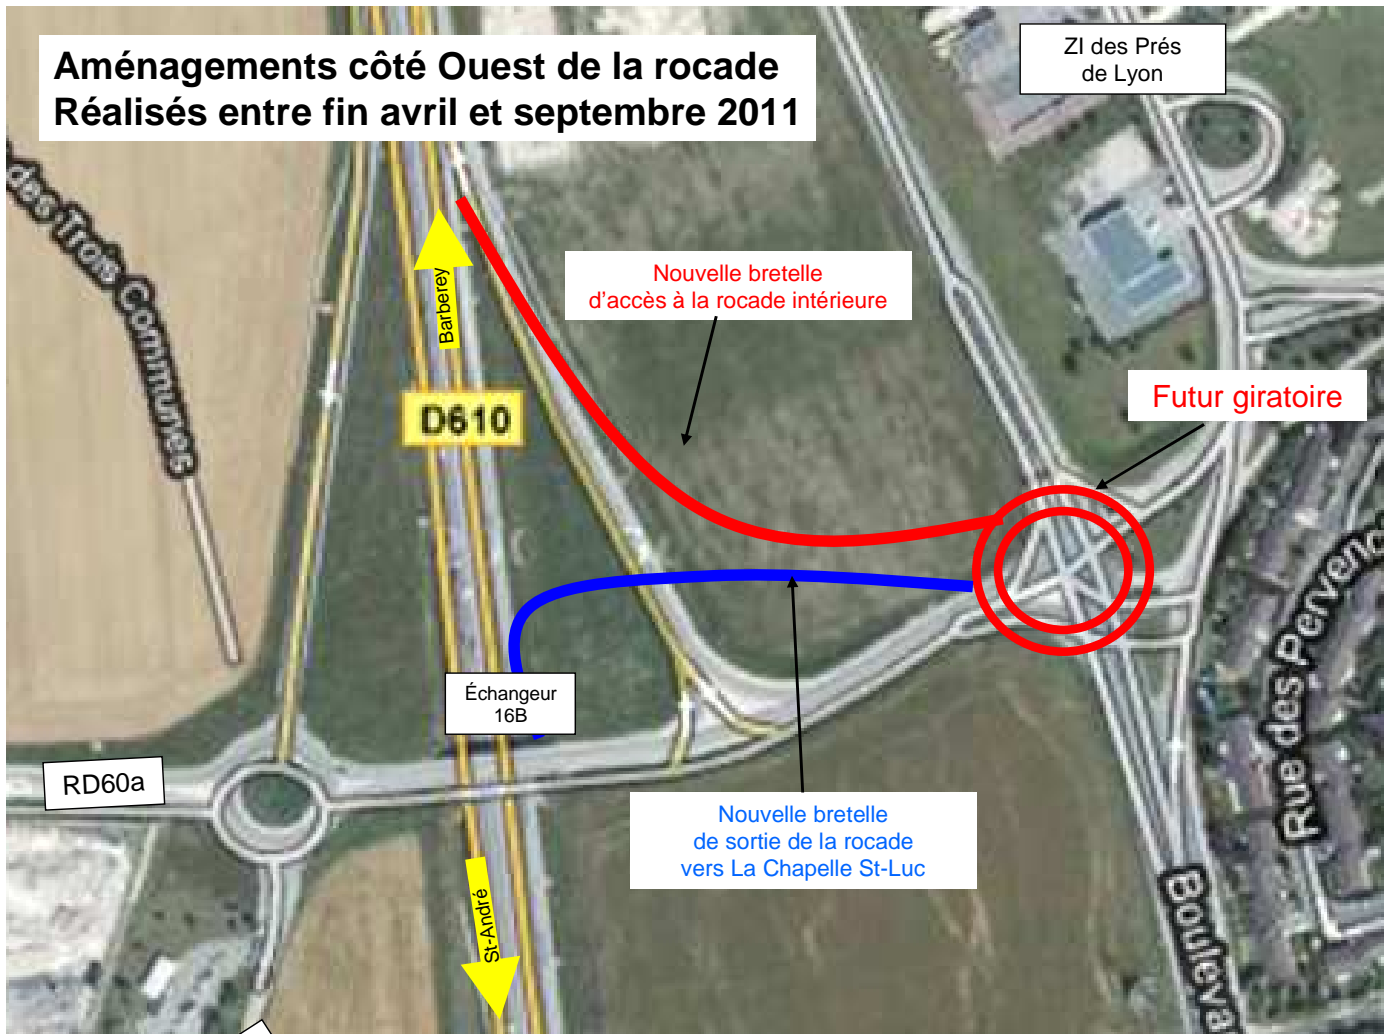 Aménagements côté Ouest de la rocade
Réalisés entre fin avril et septembre 2011
ZI des Prés
de Lyon
des Trois Communes
Barberey
Nouvelle bretelle
d'accès à la rocade intérieure
D610
Futur giratoire
Échangeur
16B
RD60a
Nouvelle bretelle
de sortie de la rocade
vers La Chapelle St-Luc
St-André
Rue des Pervenc
Bouleva